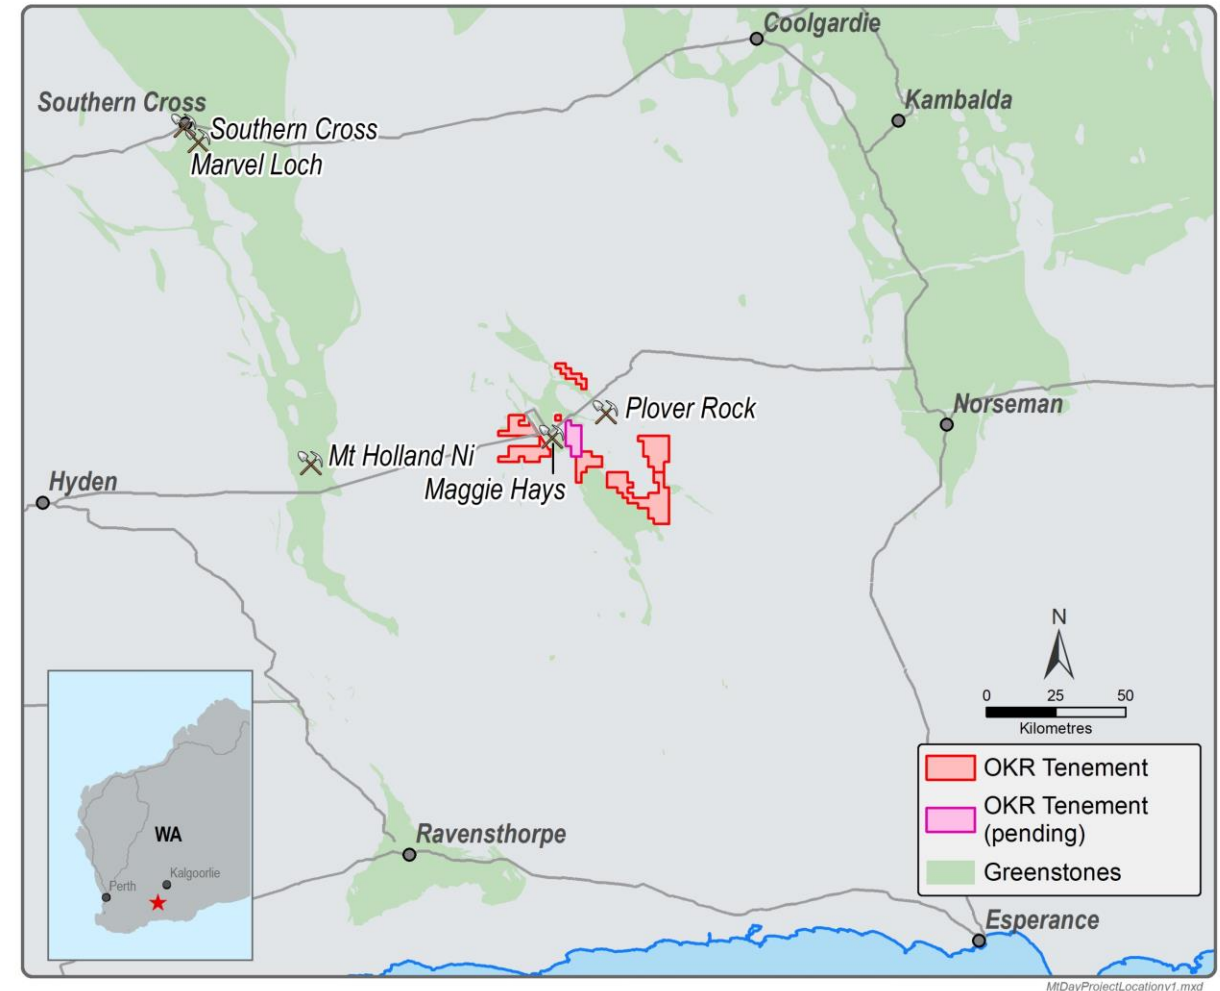 Coolgardie
Southern Cross
Kambalda
Southern Cross
Marvel Loch
Plover Rock
Norseman
Mt Holland Ni
Maggie Hays
Hyden
N
0 25 50
Kilometres
OKR Tenement
OKR Tenement
(pending)
Greenstones
WA
Kalgoorlie
Perth
Ravensthorpe
Esperance
MtDayProjectLocationv1.mxd